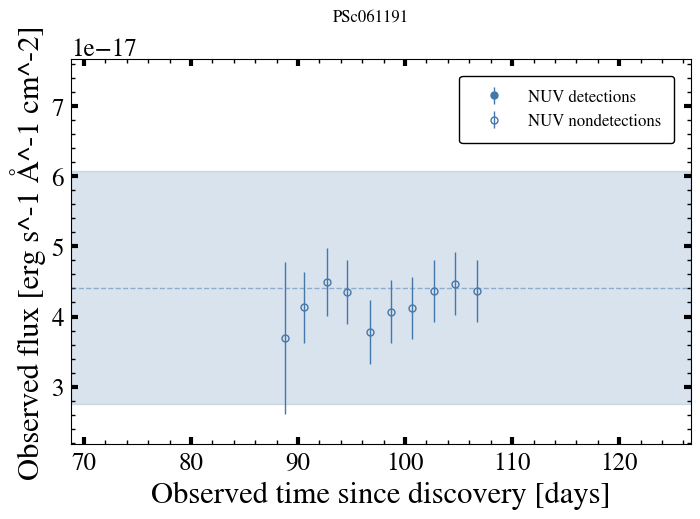 PSc061191
1e−17
NUV detections
NUV nondetections
7
6
5
4
3
Observed flux [erg s^-1 Å^-1 cm^-2]
70 80 90 100 110 120
Observed time since discovery [days]